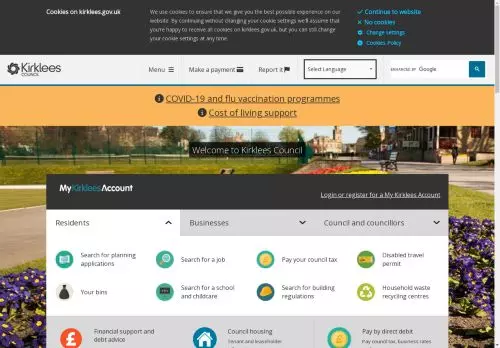 Cookies on kirklees.gov.uk
We use cookies to ensure that we give you the best possible experience on our
website. By continuing without changing your cookie settings we'll assume that
you're happy to receive all cookies on kirklees.gov.uk, but you can still change
your cookie settings at any time.
Continue to website
No cookies
Change settings
Cookies Policy
Kirklees
COUNCIL
Menu
Make a payment
Report it
Select Language
ENHANCED BY Google
COVID-19 and flu vaccination programmes
Cost of living support
Welcome to Kirklees Council
MyKirkleesAccount
Login or register for a My Kirklees Account
Residents
Businesses
Council and councillors
Search for planning
applications
Search for a job
Pay your council tax
Disabled travel
permit
Your bins
Search for a school
and childcare
Search for building
regulations
Household waste
recycling centres
Financial support and
debt advice
Council housing
Tenant and leaseholder
Pay by direct debit
Pay council tax, business rates